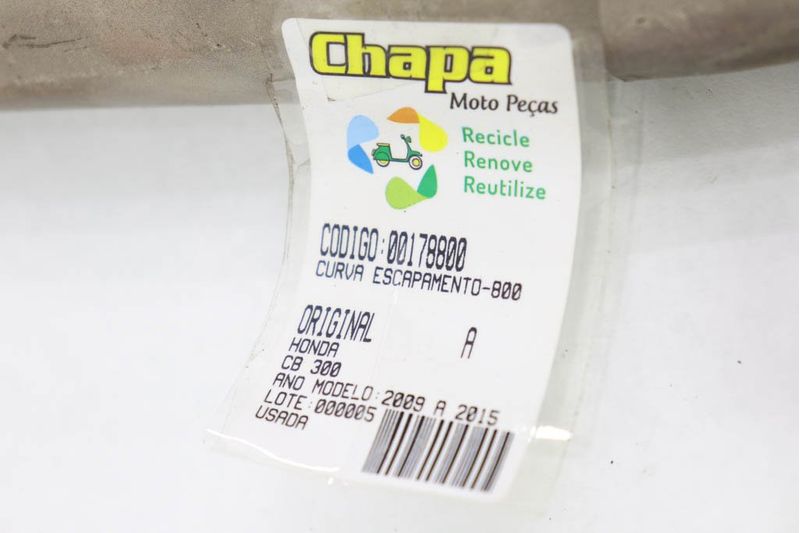 Chapa
Moto Peças
Recicle
Renove
Reutilize
CODIGO:00178800
CURVA ESCAPAMENTO-800
ORIGINAL A
HONDA
CB 300
ANO MODELO:2009 A 2015
LOTE:000005
USADA